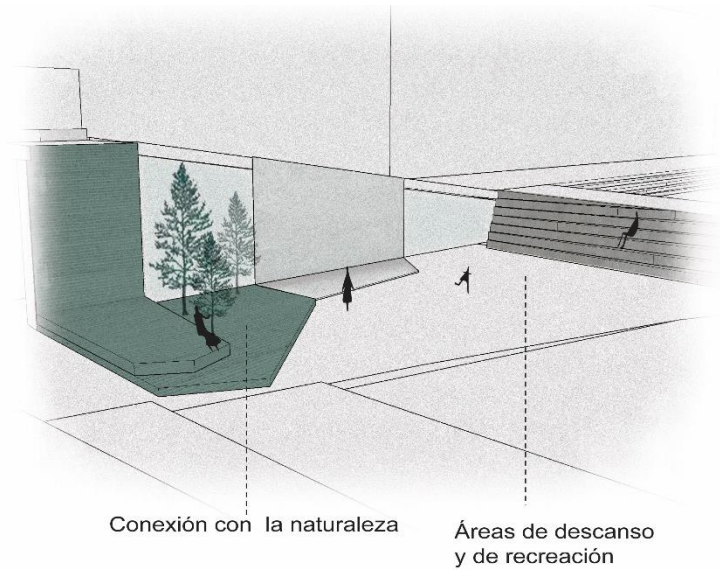 Conexión con la naturaleza
Áreas de descanso
y de recreación